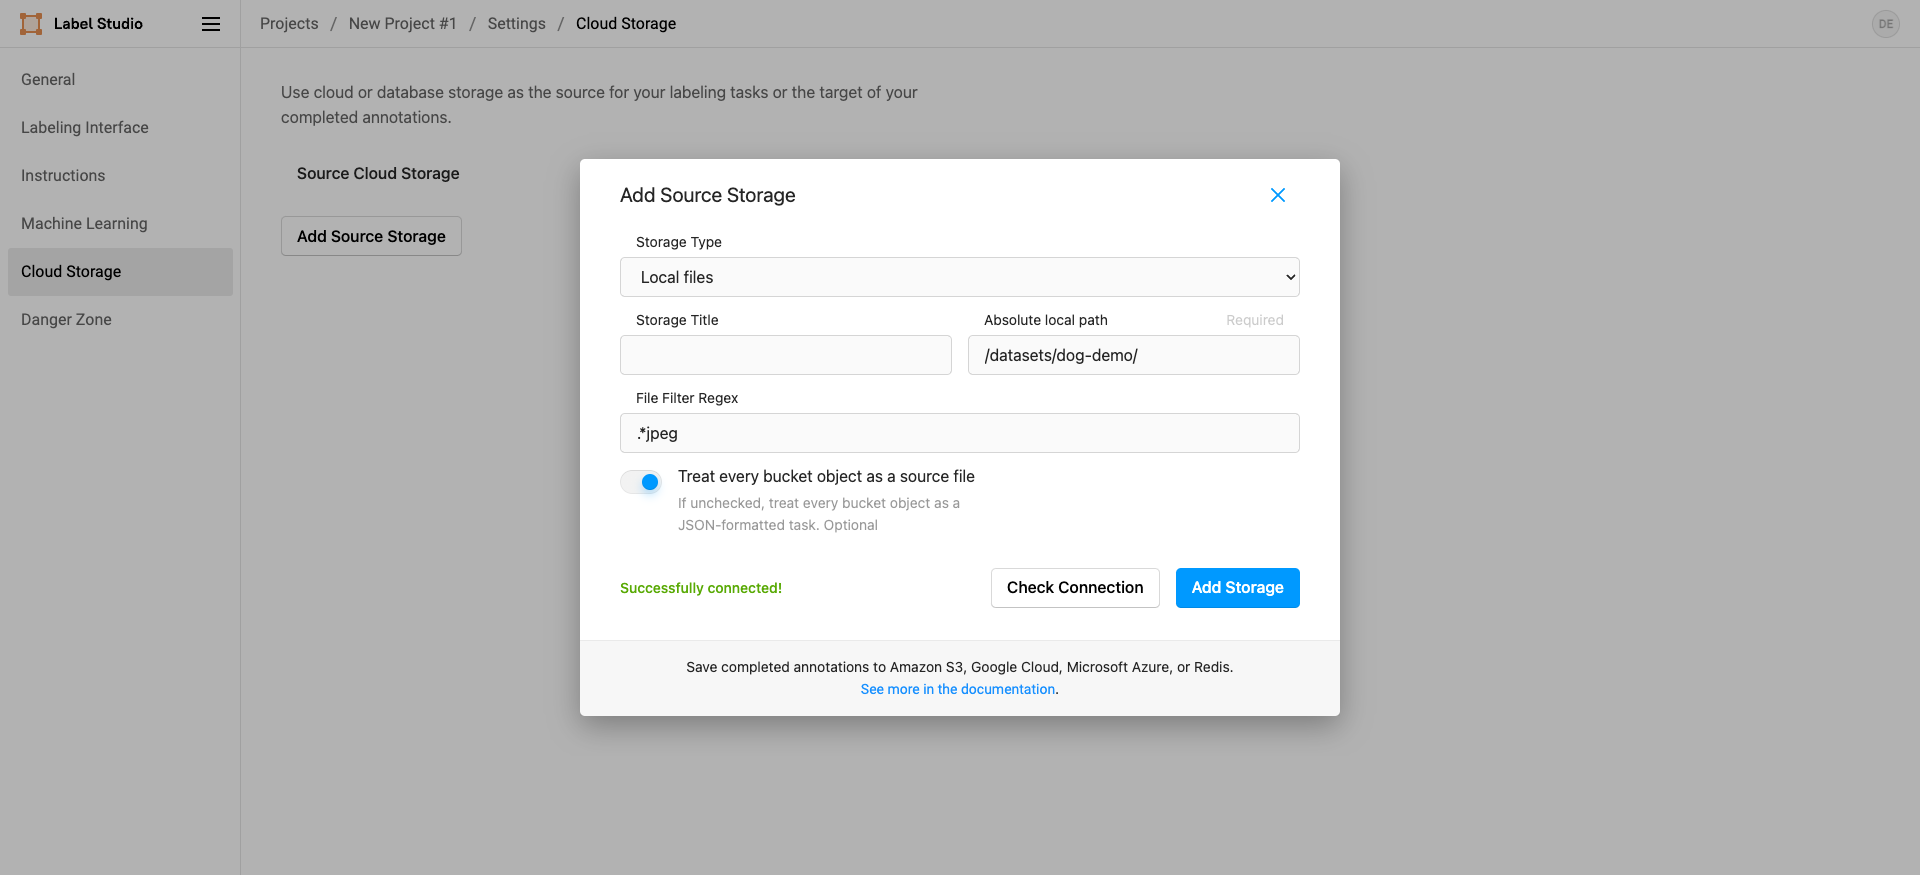 Label Studio
Projects / New Project #1 / Settings / Cloud Storage
DE
General
Labeling Interface
Instructions
Machine Learning
Cloud Storage
Danger Zone
Use cloud or database storage as the source for your labeling tasks or the target of your
completed annotations.
Source Cloud Storage
Add Source Storage
Add Source Storage
Storage Type
Local files
Storage Title
Absolute local path Required
/datasets/dog-demo/
File Filter Regex
.*jpeg
Treat every bucket object as a source file
If unchecked, treat every bucket object as a
JSON-formatted task. Optional
Successfully connected!
Check Connection
Add Storage
Save completed annotations to Amazon S3, Google Cloud, Microsoft Azure, or Redis.
See more in the documentation.